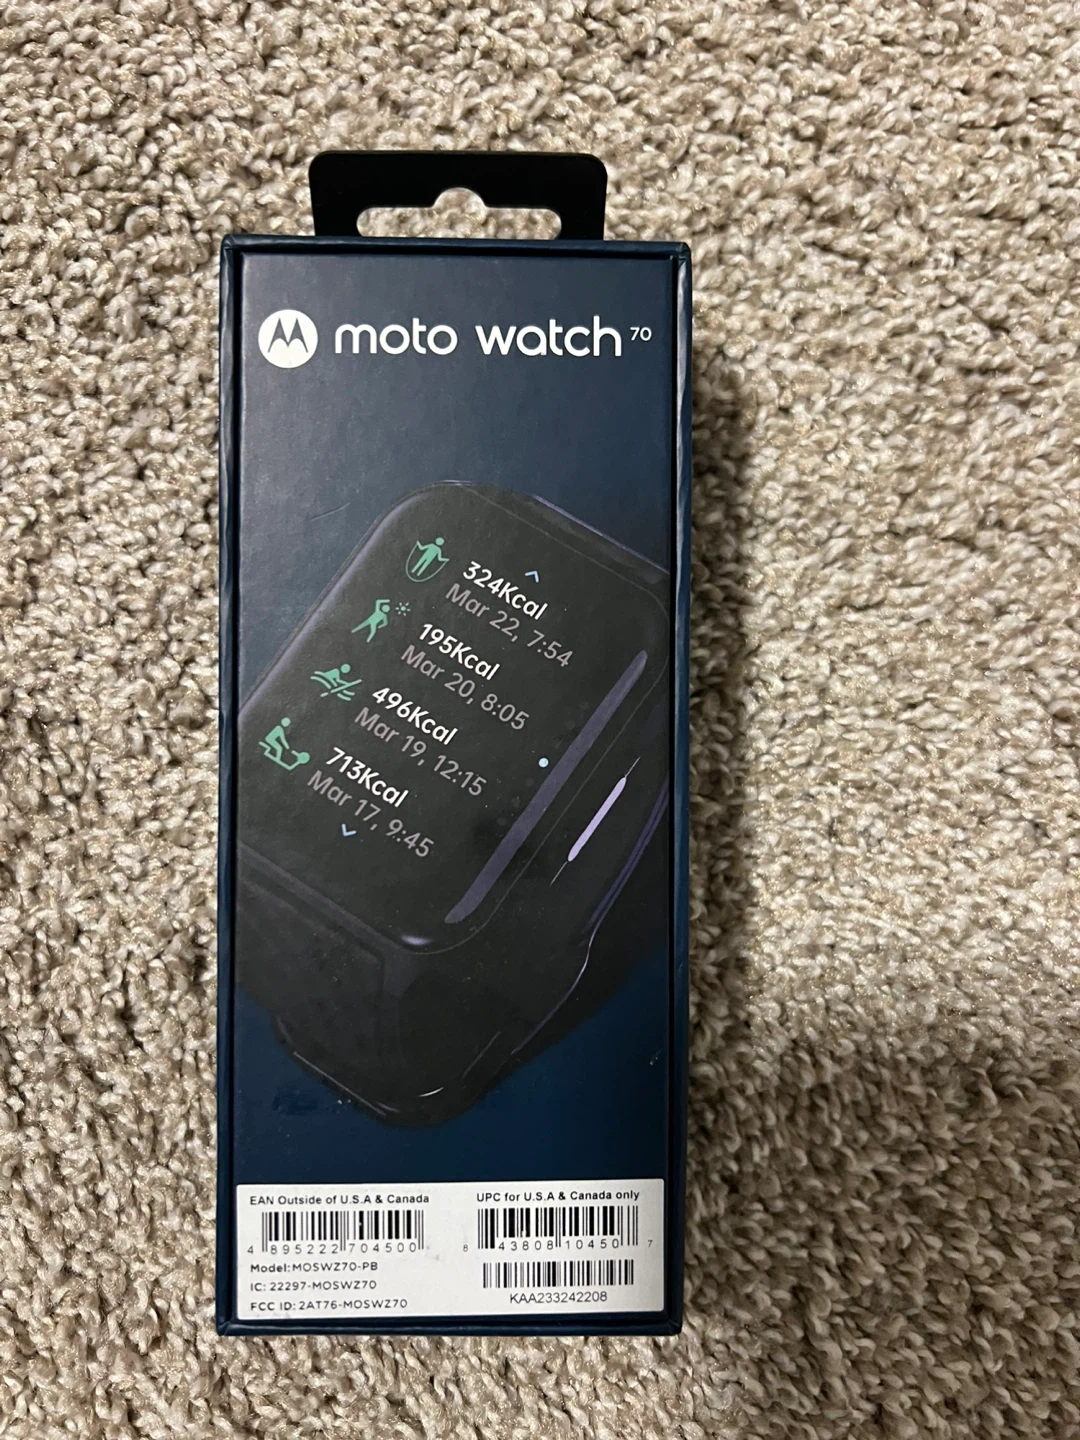 moto watch 70
324Kcal
Mar 22, 7:54
195Kcal
Mar 20, 8:05
496Kcal
Mar 19, 12:15
713Kcal
Mar 17, 9:45
EAN Outside of U.S.A & Canada
4 895222 704500
Model: MOSWZ70-PB
IC: 22297-MOSWZ70
FCC ID: 2AT76-MOSWZ70
UPC for U.S.A & Canada only
8 43808 10450 7
KAA233242208